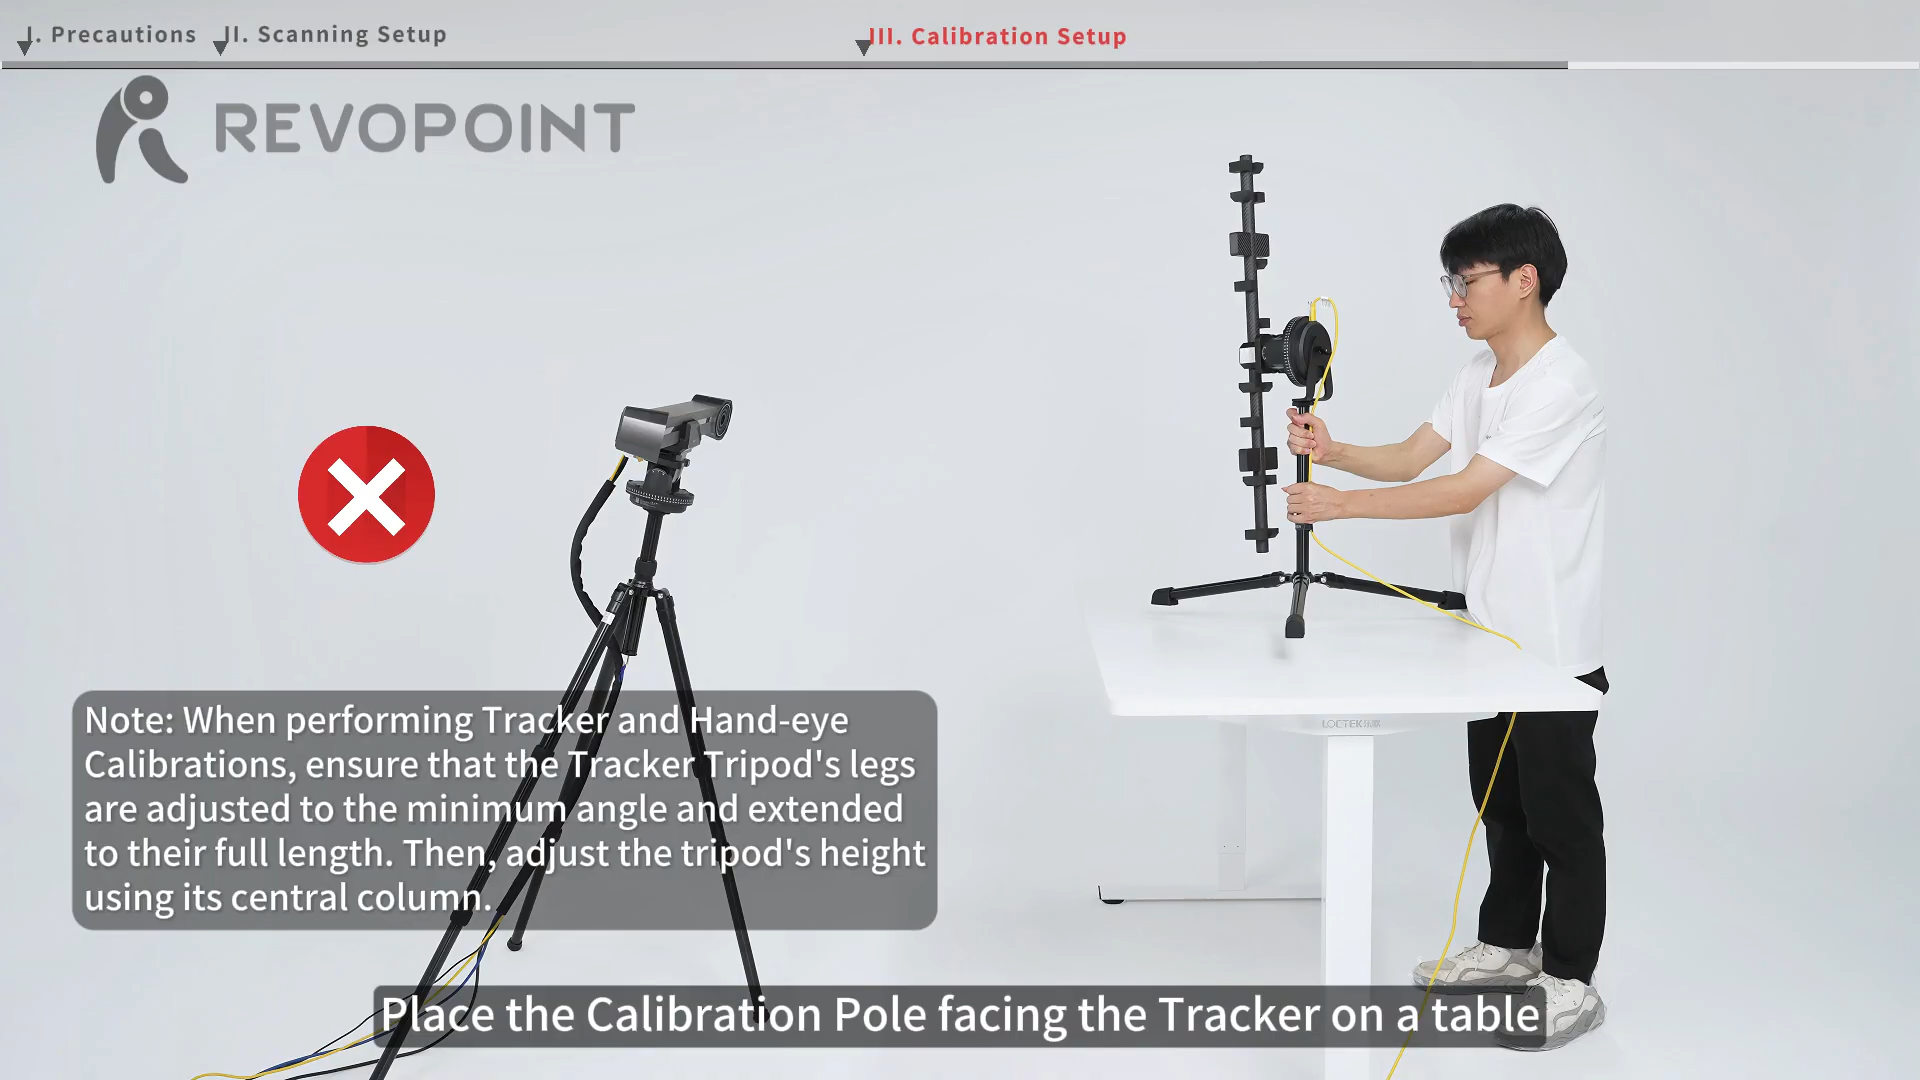 I. Precautions
II. Scanning Setup
III. Calibration Setup
REVOPOINT
Note: When performing Tracker and Hand-eye
Calibrations, ensure that the Tracker Tripod's legs
are adjusted to the minimum angle and extended
to their full length. Then, adjust the tripod's height
using its central column.
LOCTEK
Place the Calibration Pole facing the Tracker on a table